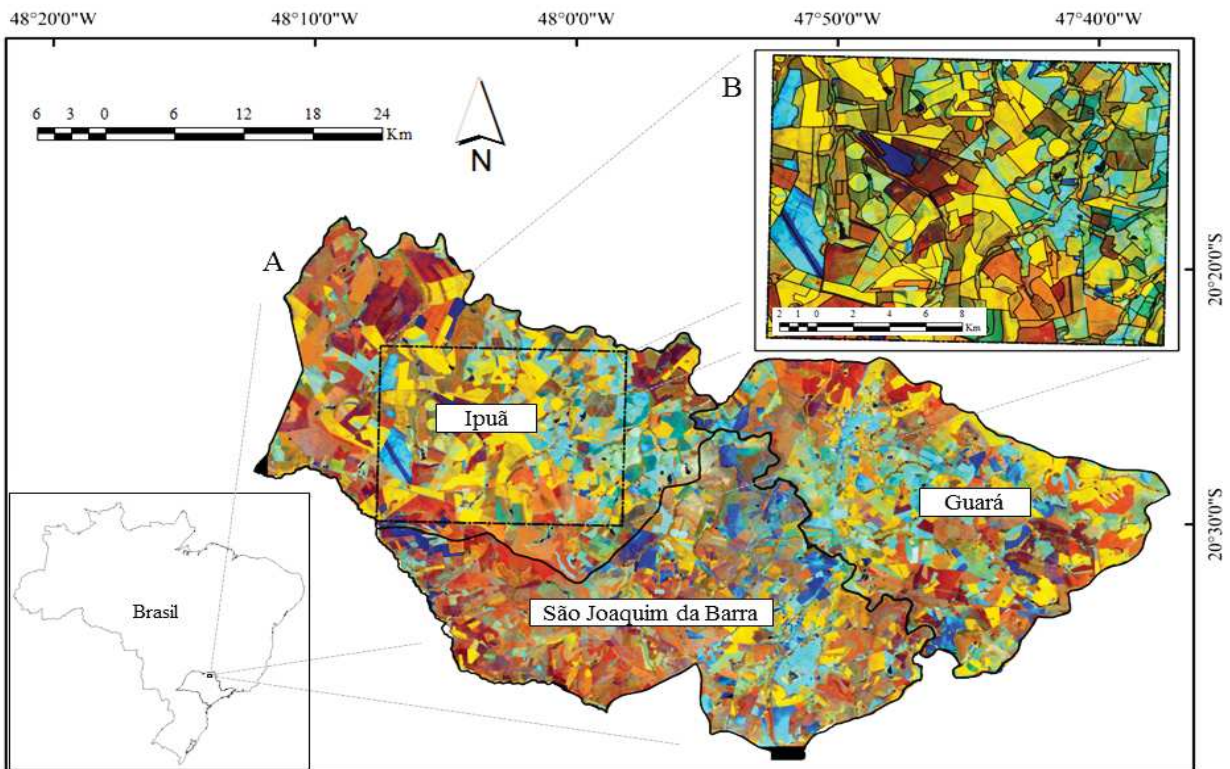 48°20'0"W 48°10'0"W 48°0'0"W 47°50'0"W 47°40'0"W
6 3 0 6 12 18 24
Km
N
B
2 1 0 2 4 6 8
Km
A
20°20'0"S
Ipuã
Guará
20°30'0"S
São Joaquim da Barra
Brasil